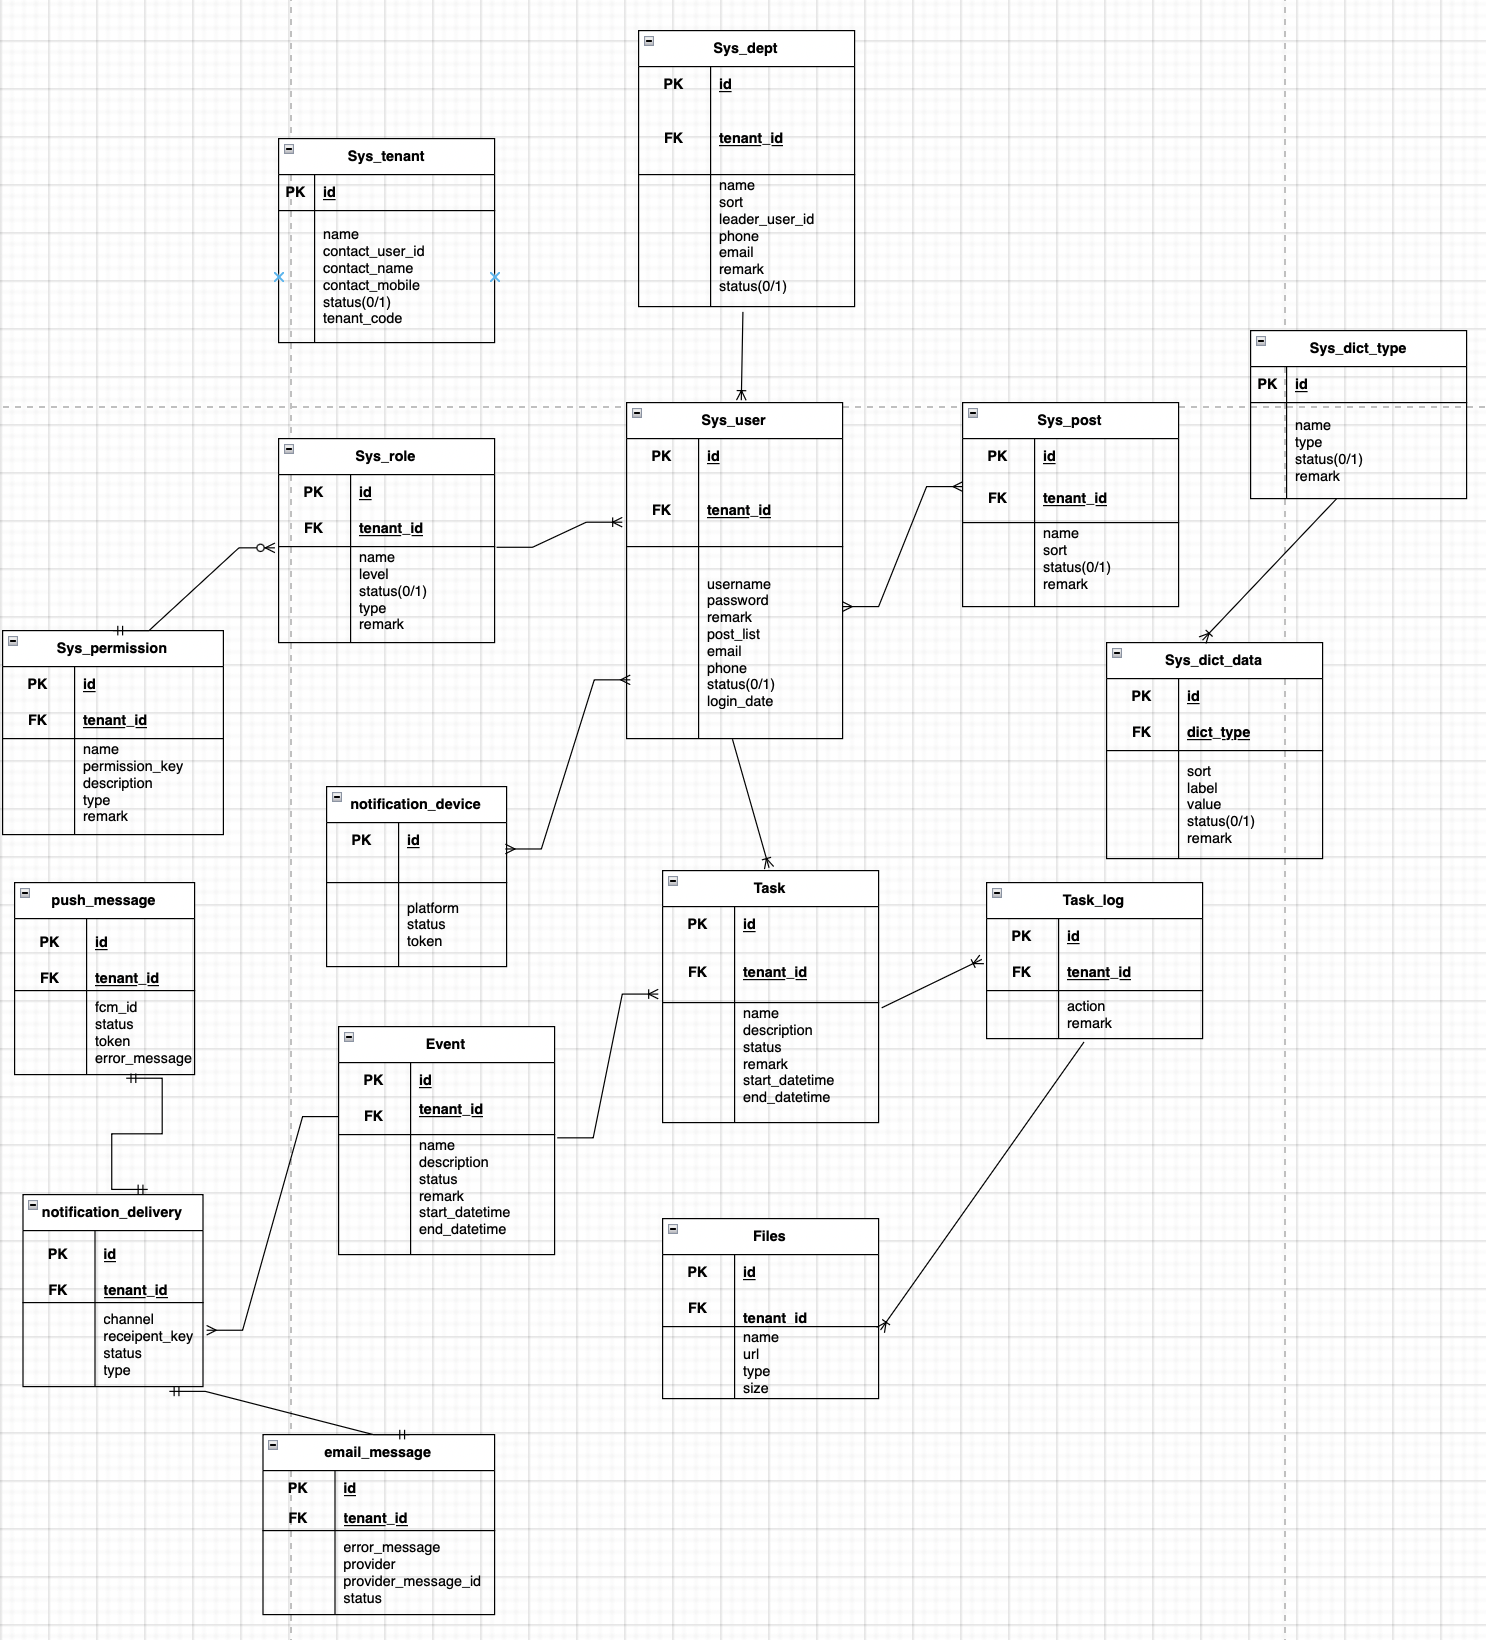 Sys_dept
PK id
FK tenant_id
name
sort
leader_user_id
phone
email
remark
status(0/1)
Sys_tenant
PK id
name
contact_user_id
contact_name
contact_mobile
status(0/1)
tenant_code
Sys_dict_type
PK id
name
type
status(0/1)
remark
Sys_user
PK id
FK tenant_id
username
password
remark
post_list
email
phone
status(0/1)
login_date
Sys_post
PK id
FK tenant_id
name
sort
status(0/1)
remark
Sys_role
PK id
FK tenant_id
name
level
status(0/1)
type
remark
Sys_permission
PK id
FK tenant_id
name
permission_key
description
type
remark
Sys_dict_data
PK id
FK dict_type
sort
label
value
status(0/1)
remark
notification_device
PK id
platform
status
token
push_message
PK id
FK tenant_id
fcm_id
status
token
error_message
Task
PK id
FK tenant_id
name
description
status
remark
start_datetime
end_datetime
Task_log
PK id
FK tenant_id
action
remark
Event
PK id
FK tenant_id
name
description
status
remark
start_datetime
end_datetime
notification_delivery
PK id
FK tenant_id
channel
receipent_key
status
type
Files
PK id
FK tenant_id
name
url
type
size
email_message
PK id
FK tenant_id
error_message
provider
provider_message_id
status